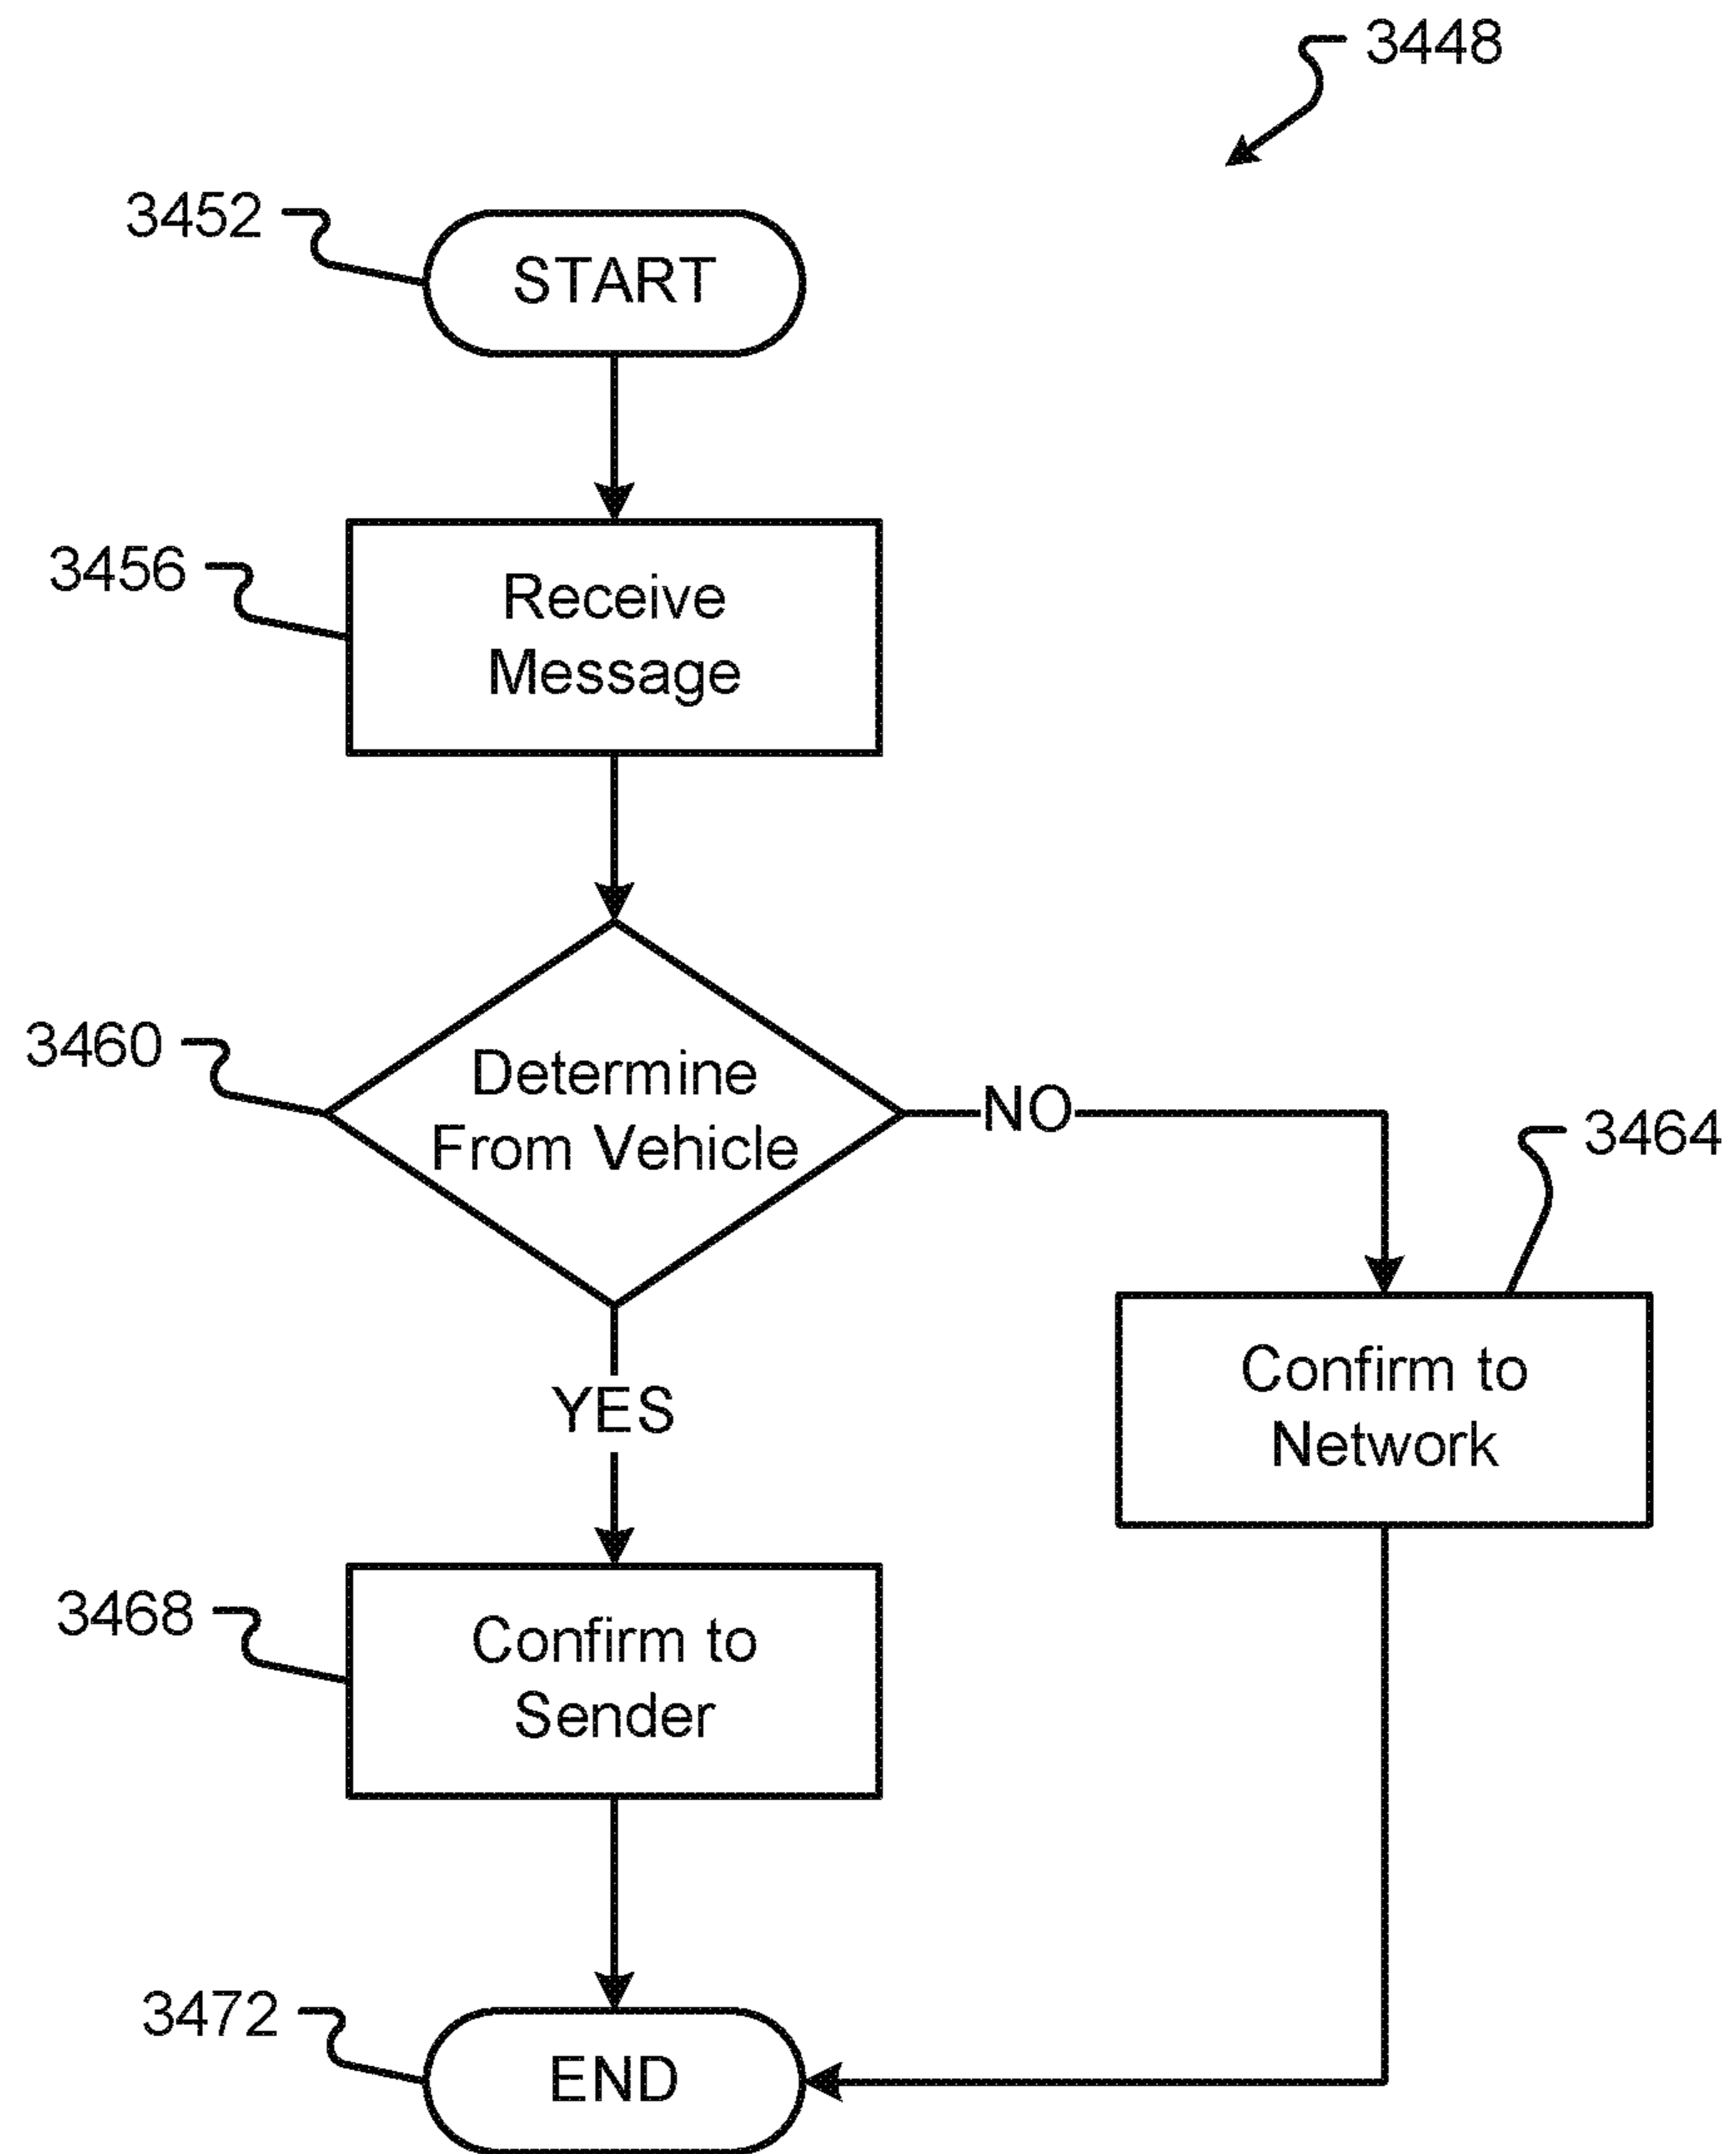 3448
3452
START
3456
Receive
Message
3460
Determine
From Vehicle
NO
3464
Confirm to
Network
YES
3468
Confirm to
Sender
3472
END